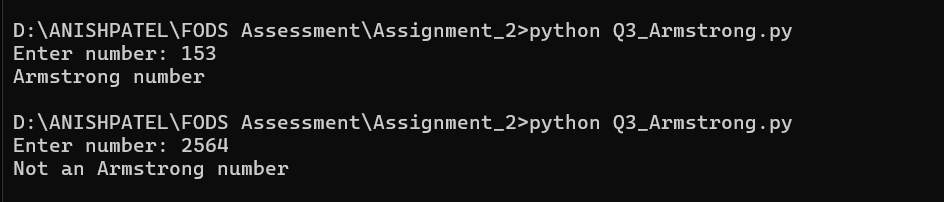 D:\ANISHPATEL\FODS Assessment\Assignment_2>python Q3_Armstrong.py
Enter number: 153
Armstrong number
D:\ANISHPATEL\FODS Assessment\Assignment_2>python Q3_Armstrong.py
Enter number: 2564
Not an Armstrong number